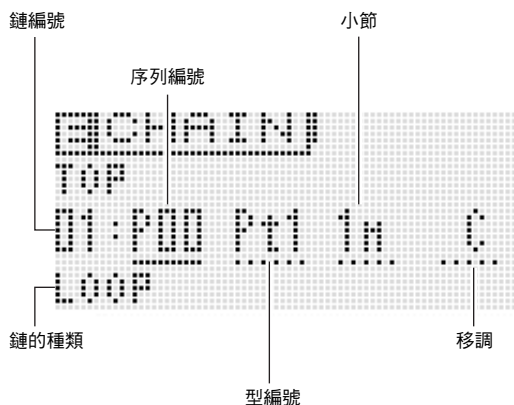 鏈編號
小節
序列編號
E CHAIN
TOP
01:P00 Pt1 1m C
LOOP
鏈的種類
移調
型編號